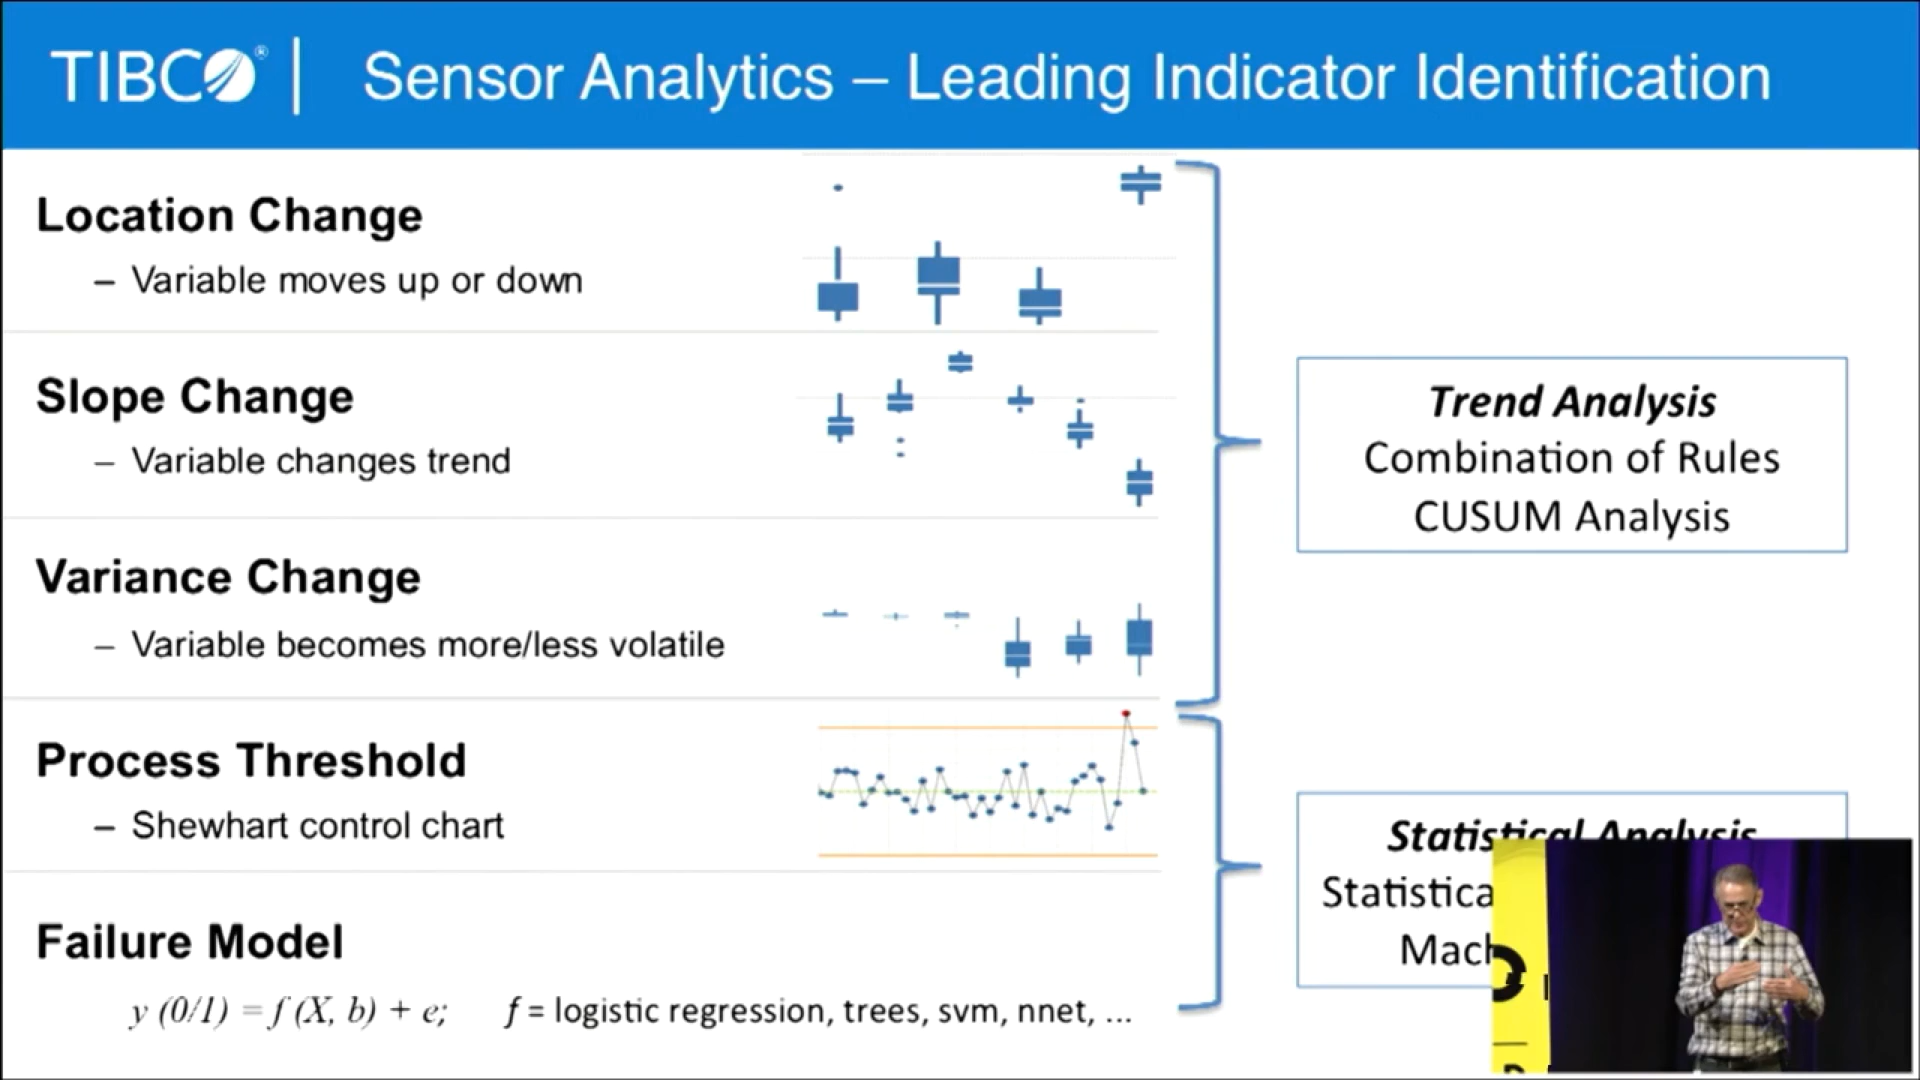 TIBCO® | Sensor Analytics – Leading Indicator Identification
Location Change
– Variable moves up or down
Slope Change
– Variable changes trend
Variance Change
– Variable becomes more/less volatile
Process Threshold
– Shewhart control chart
Failure Model
y (0/1) = f (X, b) + e; f = logistic regression, trees, svm, nnet, ...
Trend Analysis
Combination of Rules
CUSUM Analysis
Statistical Analysis